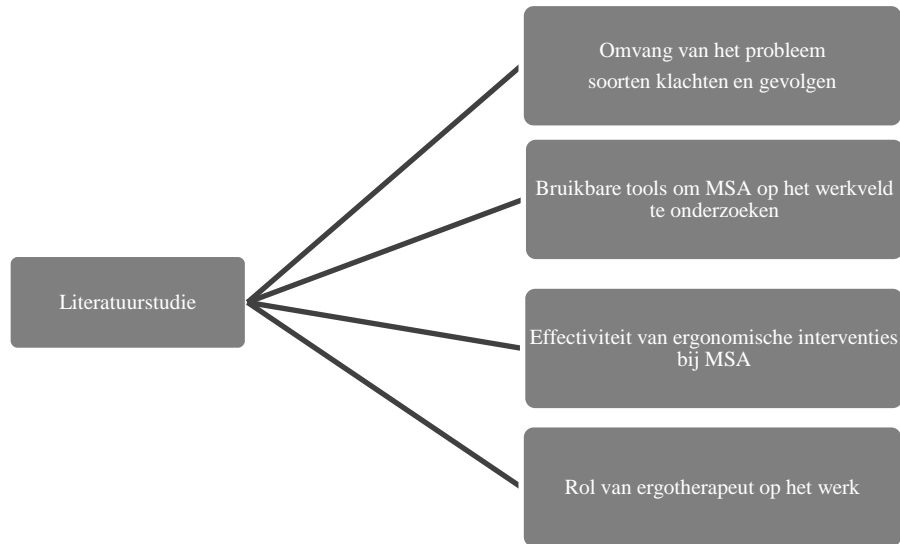 Omvang van het probleem
soorten klachten en gevolgen
Bruikbare tools om MSA op het werkveld
te onderzoeken
Literatuurstudie
Effectiviteit van ergonomische interventies
bij MSA
Rol van ergotherapeut op het werk